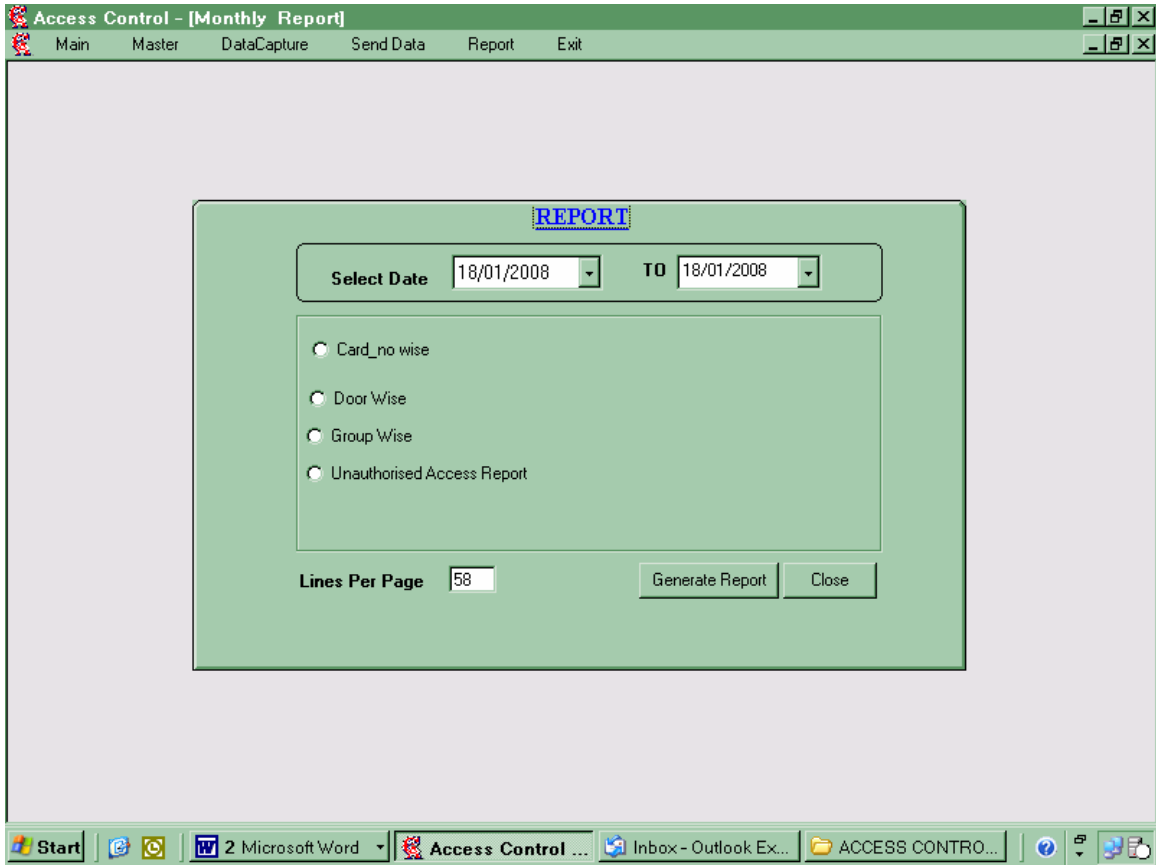 Access Control - [Monthly Report]
Main Master DataCapture Send Data Report Exit
REPORT
Select Date 18/01/2008 TO 18/01/2008
Card_no wise
Door Wise
Group Wise
Unauthorised Access Report
Lines Per Page 58 Generate Report Close
Start 2 Microsoft Word Access Control ... Inbox - Outlook Ex... ACCESS CONTRO...